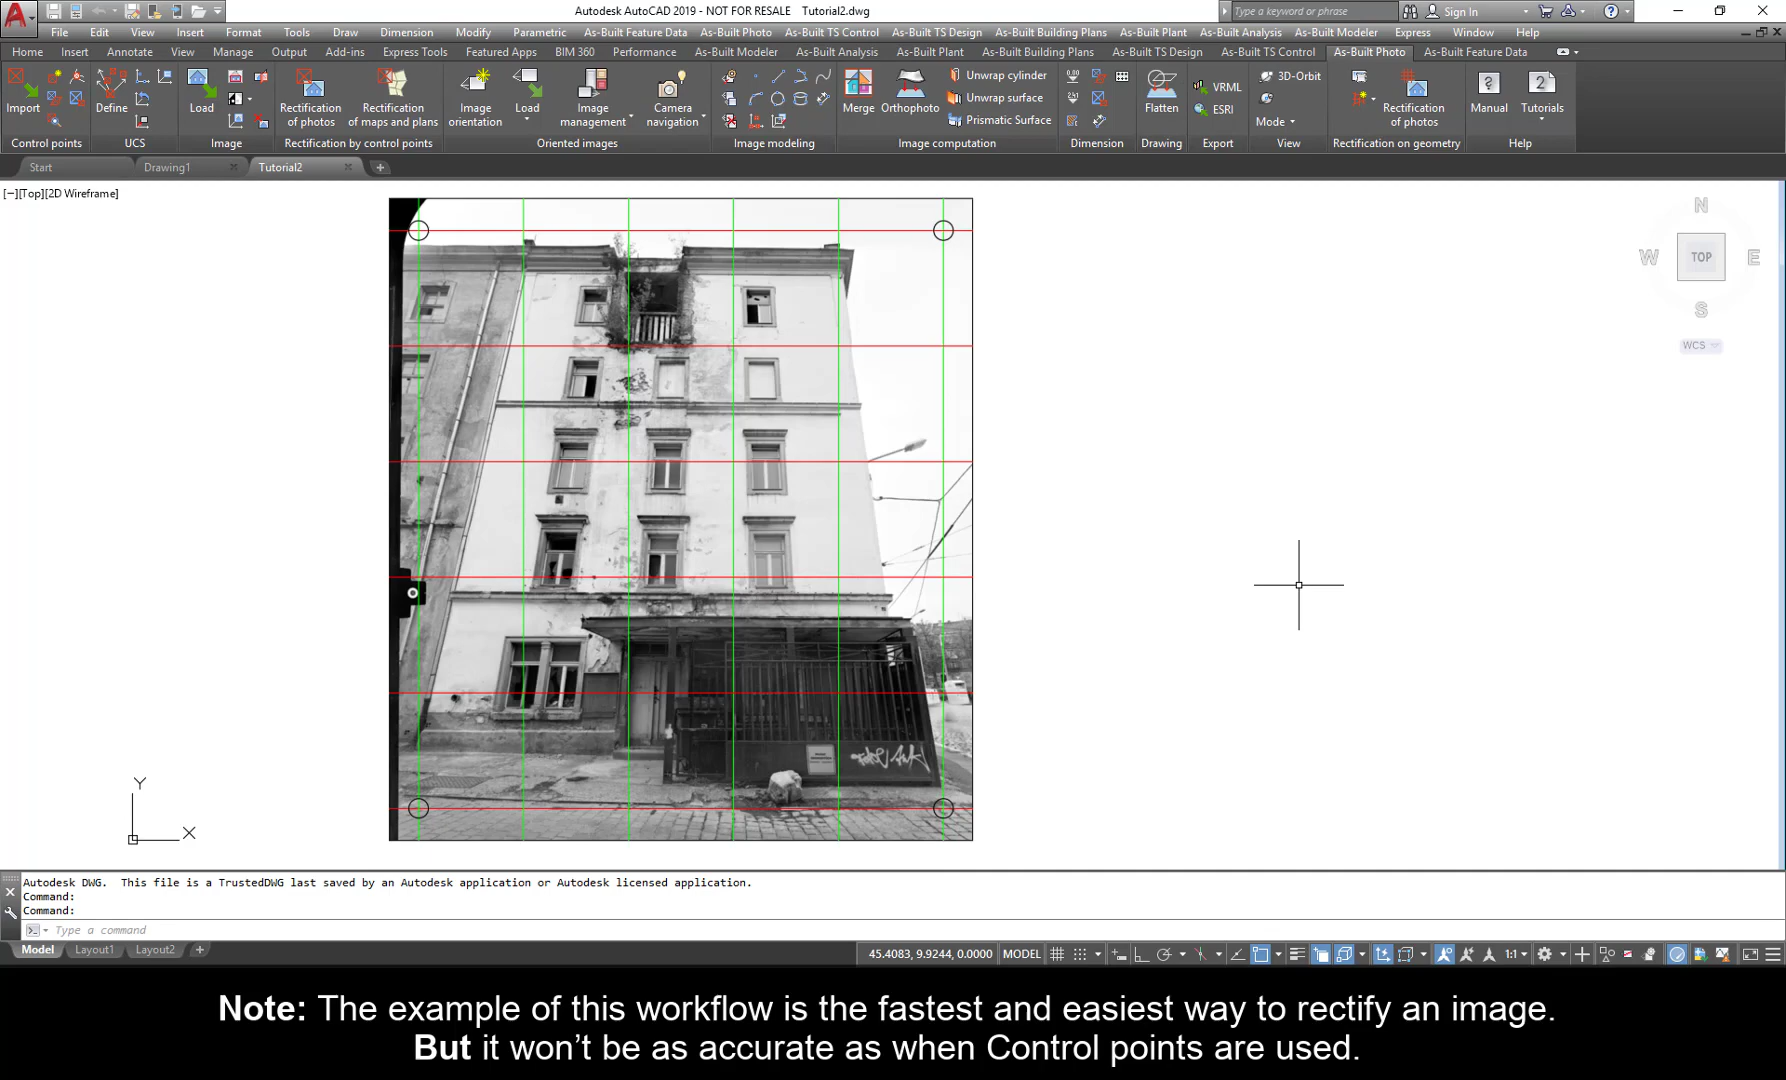 Autodesk AutoCAD 2019 - NOT FOR RESALE Tutorial2.dwg
Type a keyword or phrase
Sign In
File Edit View Insert Format Tools Draw Dimension Modify Parametric As-Built Feature Data As-Built Photo As-Built TS Control As-Built TS Design As-Built Building Plans As-Built Plant As-Built Analysis As-Built Modeler Express Window Help
Home Insert Annotate View Manage Output Add-ins Express Tools Featured Apps BIM 360 Performance As-Built Modeler As-Built Analysis As-Built Plant As-Built Building Plans As-Built TS Design As-Built TS Control As-Built Photo As-Built Feature Data
Import
Define
Load
Rectification of photos
Rectification of maps and plans
Image orientation
Load
Image management
Camera navigation
Merge
Orthophoto
Unwrap cylinder
Unwrap surface
Prismatic Surface
Flatten
VRML
ESRI
3D-Orbit
Mode
Rectification of photos
Manual
Tutorials
Control points UCS Image Rectification by control points Oriented images Image modeling Image computation Dimension Drawing Export View Rectification on geometry Help
Start Drawing1 Tutorial2
[−][Top][2D Wireframe]
N
W TOP E
S
WCS
Y
X
Autodesk DWG. This file is a TrustedDWG last saved by an Autodesk application or Autodesk licensed application.
Command:
Command:
Type a command
Model Layout1 Layout2
45.4083, 9.9244, 0.0000 MODEL
1:1
Note: The example of this workflow is the fastest and easiest way to rectify an image.
But it won't be as accurate as when Control points are used.